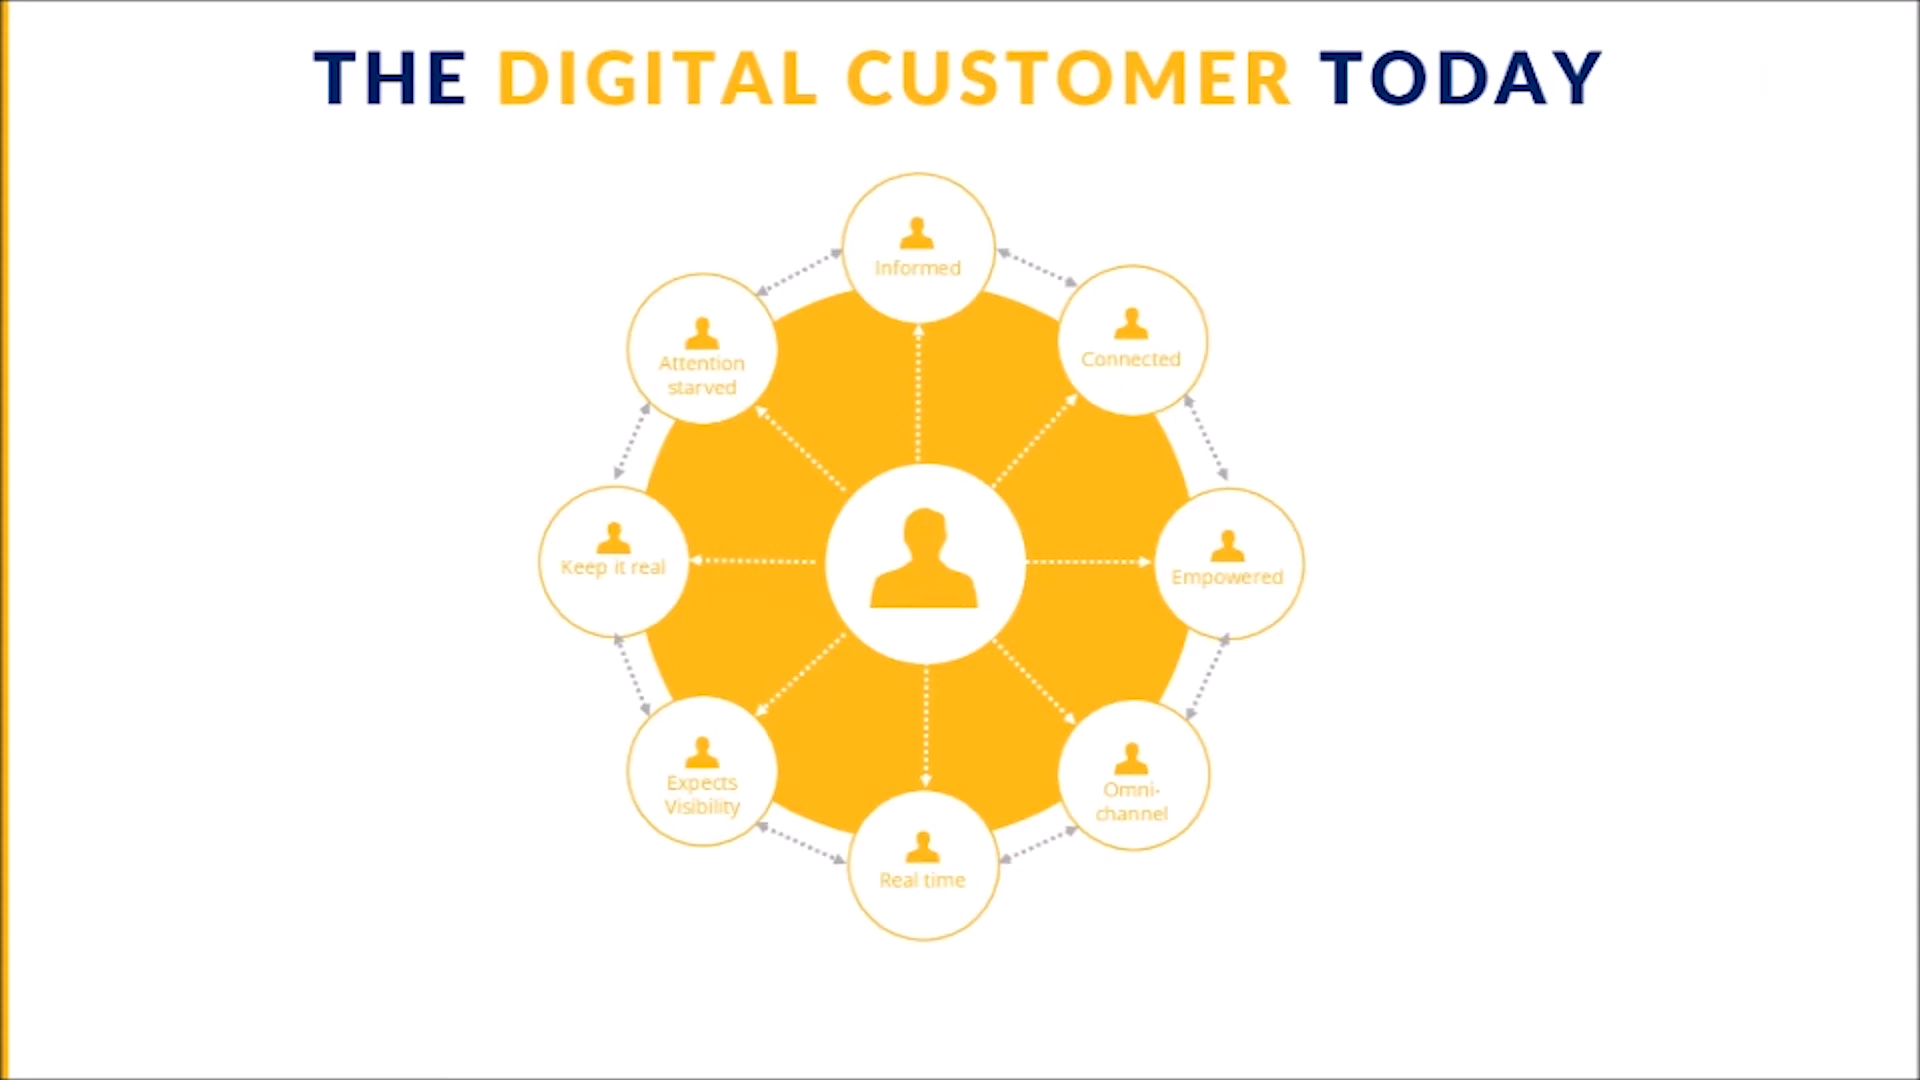 THE DIGITAL CUSTOMER TODAY
Informed
Connected
Empowered
Omni-
channel
Real time
Expects
Visibility
Keep it real
Attention
starved